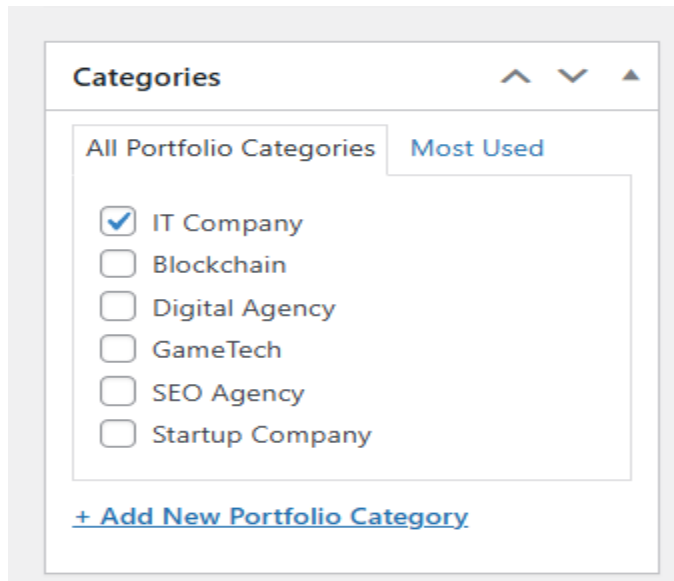 Categories
All Portfolio Categories Most Used
IT Company
Blockchain
Digital Agency
GameTech
SEO Agency
Startup Company
+ Add New Portfolio Category